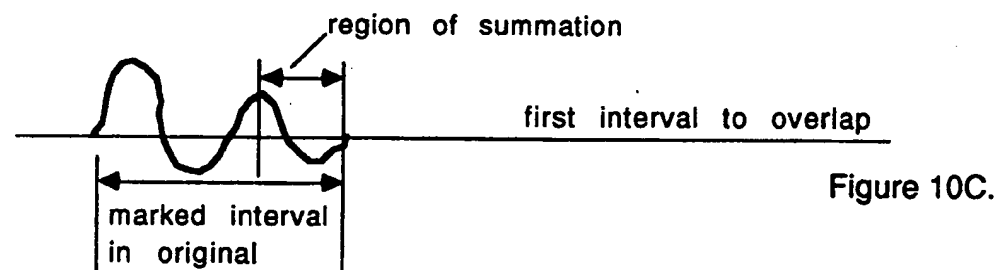 region of summation
first interval to overlap
Figure 10C.
marked interval
in original